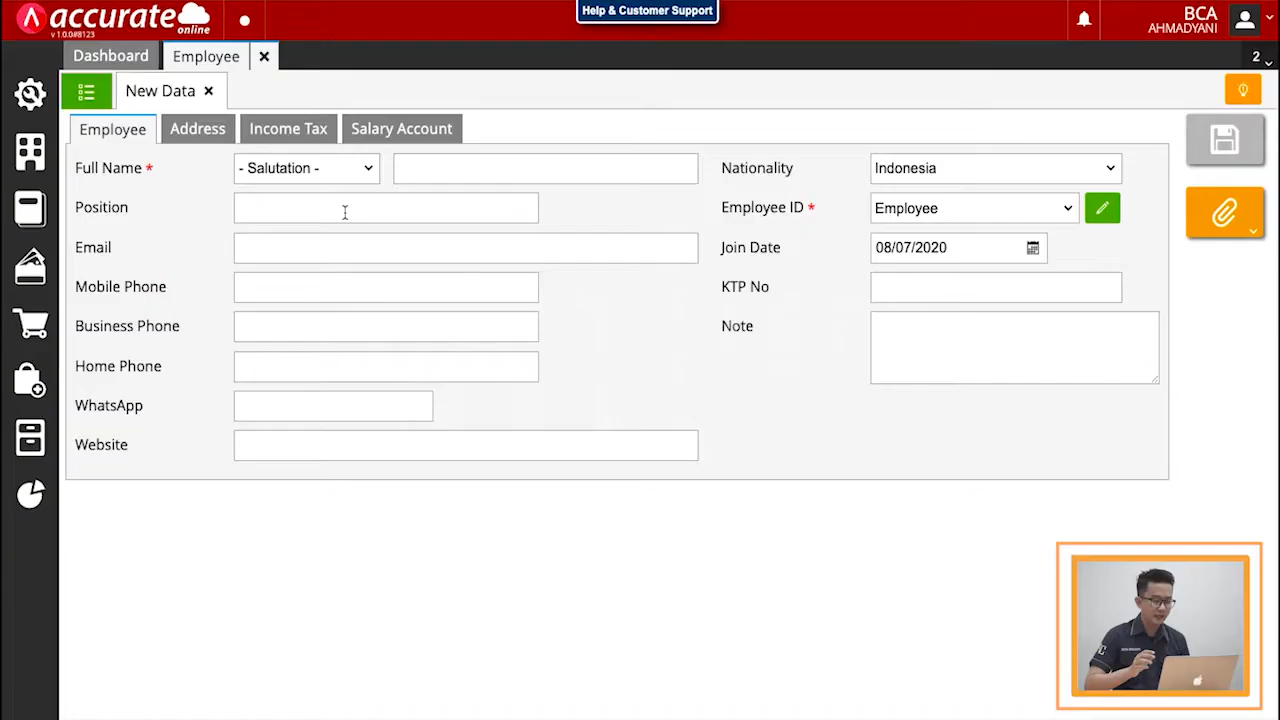 accurate
online
v 1.0.0#8123
Help & Customer Support
BCA
AHMADYANI
Dashboard
Employee
2
New Data
Employee
Address
Income Tax
Salary Account
Full Name *
- Salutation -
Nationality
Indonesia
Position
Employee ID *
Employee
Email
Join Date
08/07/2020
Mobile Phone
KTP No
Business Phone
Note
Home Phone
WhatsApp
Website